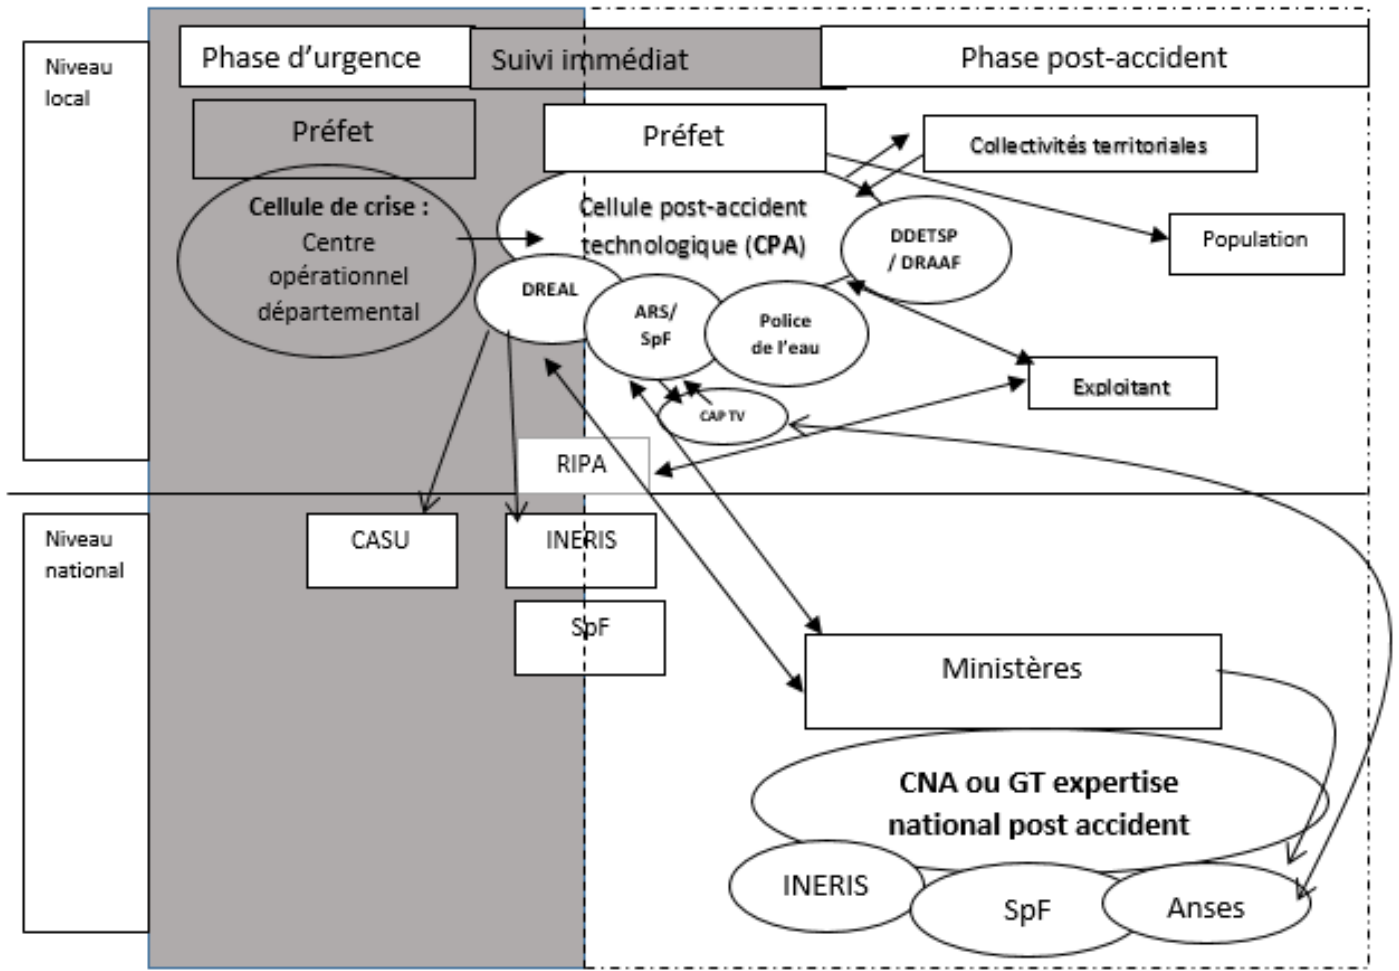 Niveau
local
Phase d’urgence
Suivi immédiat
Phase post-accident
Préfet
Préfet
Collectivités territoriales
Cellule de crise :
Centre
opérationnel
départemental
Cellule post-accident
technologique (CPA)
DDETSP
/ DRAAF
Population
DREAL
ARS/
SpF
Police
de l’eau
Exploitant
CAP TV
RIPA
Niveau
national
CASU
INERIS
SpF
Ministères
CNA ou GT expertise
national post accident
INERIS
SpF
Anses